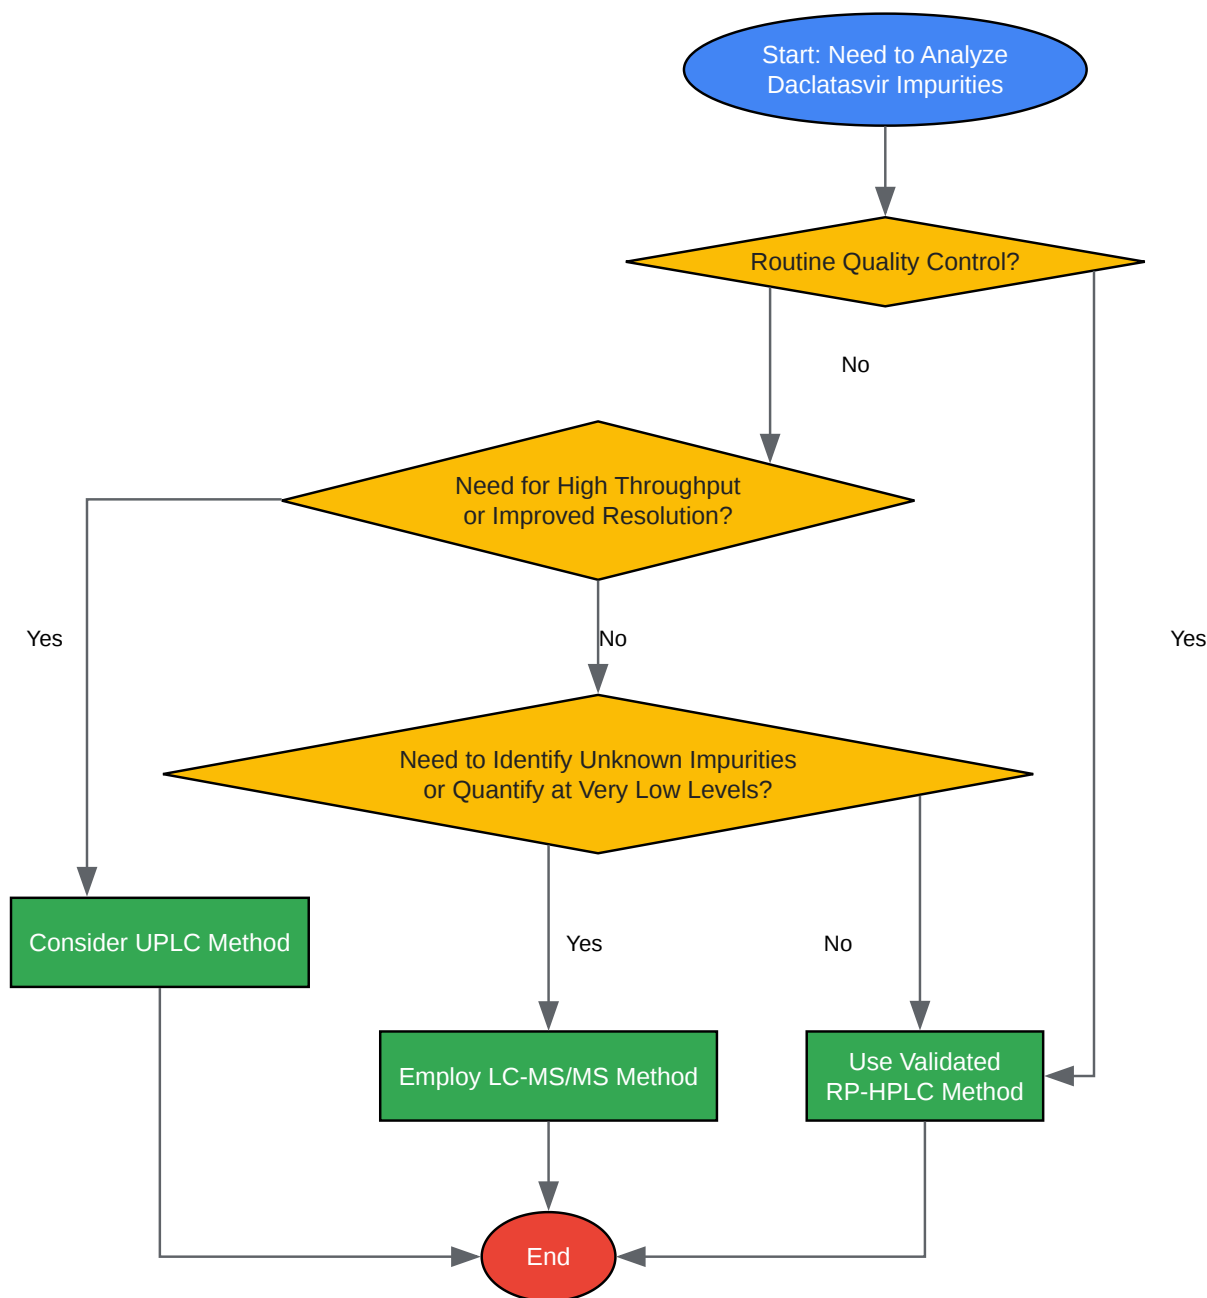 Start: Need to Analyze
Daclatasvir Impurities
Routine Quality Control?
No
Need for High Throughput
or Improved Resolution?
Yes
No
Yes
Need to Identify Unknown Impurities
or Quantify at Very Low Levels?
Consider UPLC Method
Yes
No
Employ LC-MS/MS Method
Use Validated
RP-HPLC Method
End